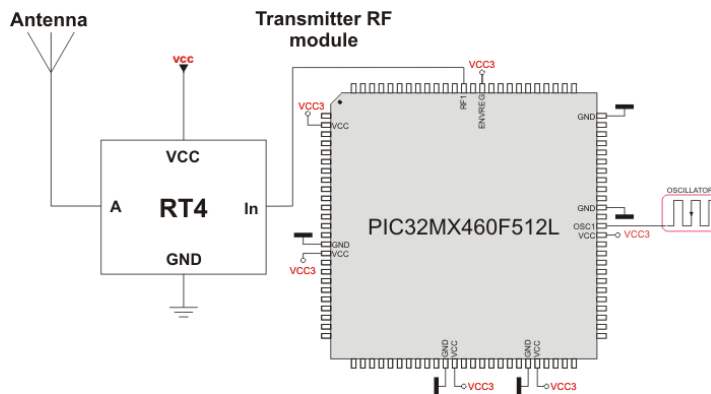 Antenna
Transmitter RF
module
vcc
VCC
A
RT4
In
GND
VCC3
VCC
RF1
ENVREG
VCC3
GND
GND
OSC1
VCC
VCC3
OSCILLATOR
PIC32MX460F512L
GND
VCC
VCC3
GND
VCC
VCC3
GND
VCC
VCC3